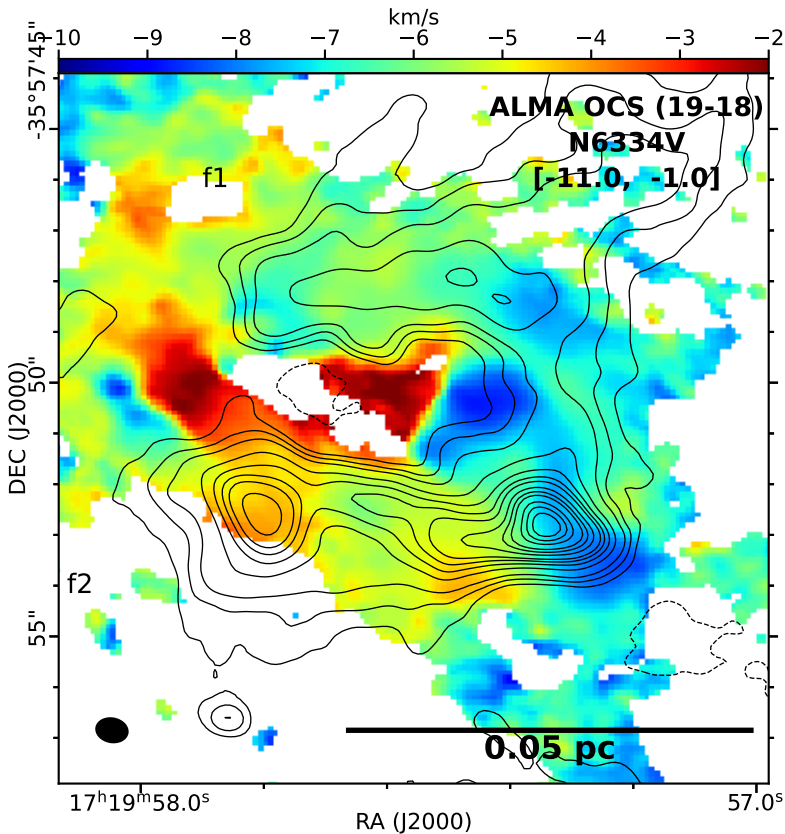 km/s
−10 −9 −8 −7 −6 −5 −4 −3 −2
-35°57'45"
ALMA OCS (19-18)
N6334V
[-11.0, -1.0]
f1
50"
DEC (J2000)
f2
55"
0.05 pc
17ʰ19ᵐ58.0ˢ 57.0ˢ
RA (J2000)